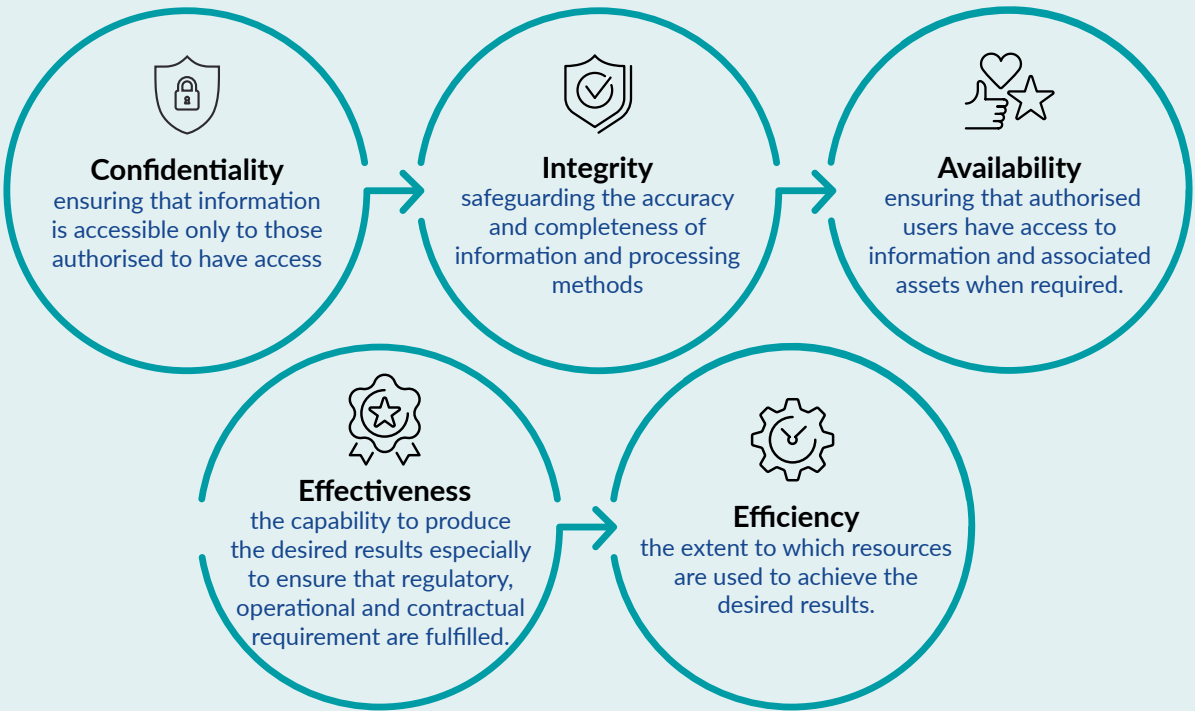 Confidentiality
ensuring that information
is accessible only to those
authorised to have access
Integrity
safeguarding the accuracy
and completeness of
information and processing
methods
Availability
ensuring that authorised
users have access to
information and associated
assets when required.
Effectiveness
the capability to produce
the desired results especially
to ensure that regulatory,
operational and contractual
requirement are fulfilled.
Efficiency
the extent to which resources
are used to achieve the
desired results.